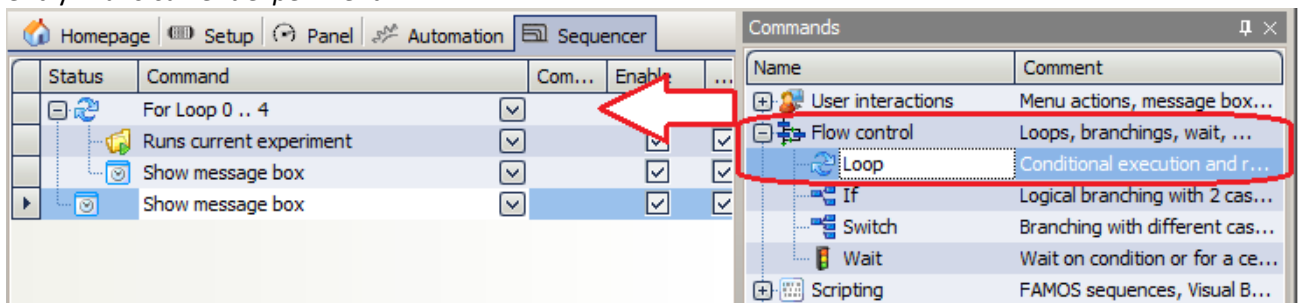 Homepage Setup Panel Automation Sequencer
Status Command Com... Enable ...
For Loop 0 .. 4
Runs current experiment
Show message box
Show message box
Commands
Name Comment
User interactions Menu actions, message box...
Flow control Loops, branchings, wait, ...
Loop Conditional execution and r...
If Logical branching with 2 cas...
Switch Branching with different cas...
Wait Wait on condition or for a ce...
Scripting FAMOS sequences, Visual B...